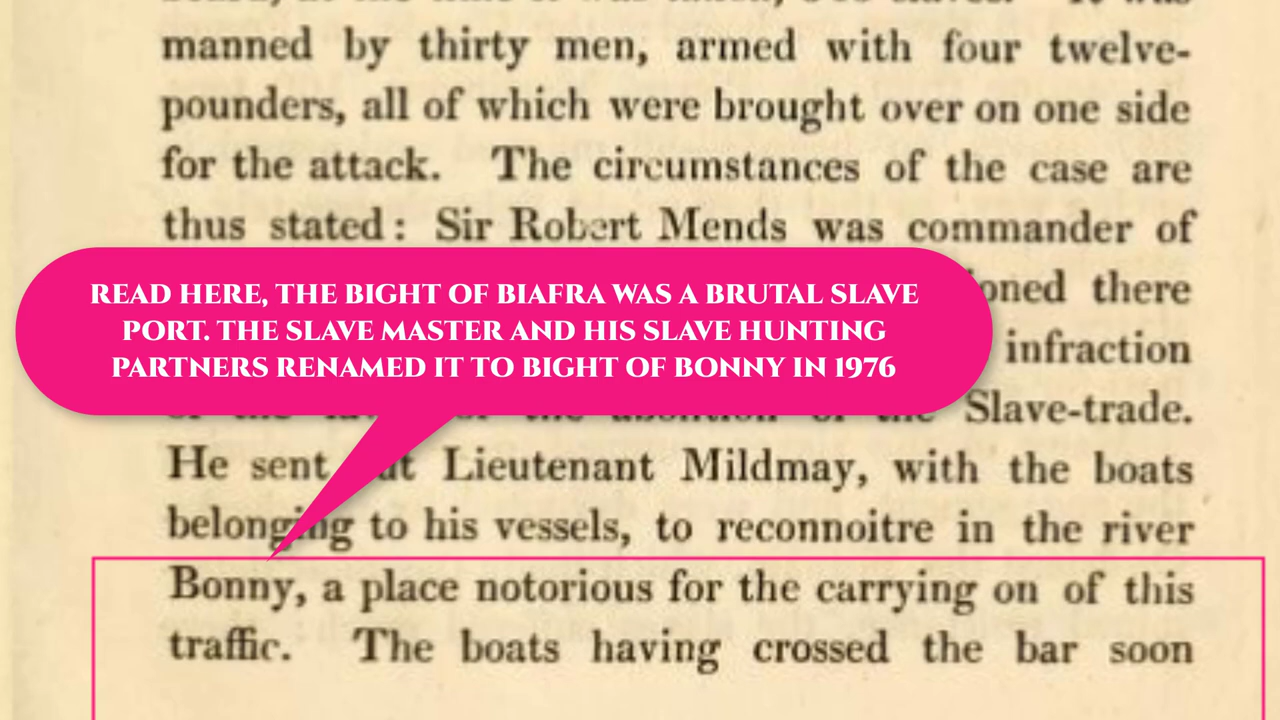 manned by thirty men, armed with four twelve-
pounders, all of which were brought over on one side
for the attack. The circumstances of the case are
thus stated: Sir Robert Mends was commander of
READ HERE, THE BIGHT OF BIAFRA WAS A BRUTAL SLAVE
PORT. THE SLAVE MASTER AND HIS SLAVE HUNTING
PARTNERS RENAMED IT TO BIGHT OF BONNY IN 1976
there
infraction
Slave-trade.
He sent Lieutenant Mildmay, with the boats
belonging to his vessels, to reconnoitre in the river
Bonny, a place notorious for the carrying on of this
traffic. The boats having crossed the bar soon